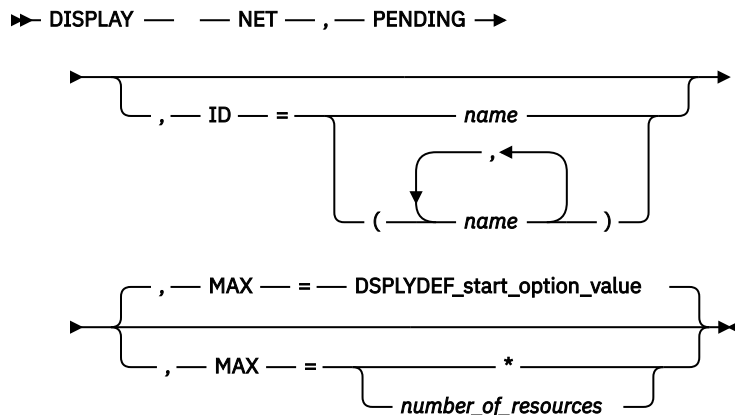 DISPLAY NET , PENDING
, ID = name
,
( name )
, MAX = DSPLYDEF_start_option_value
, MAX = *
number_of_resources